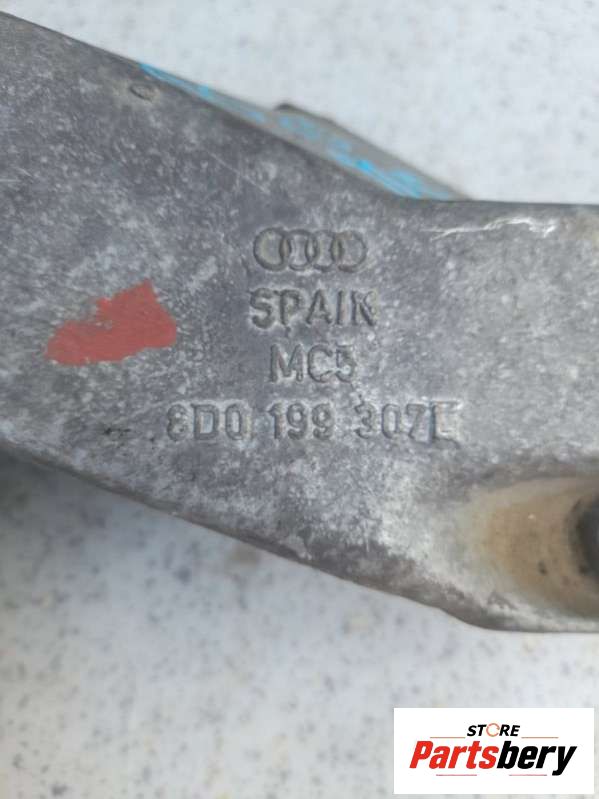 SPAIN
MC5
8D0 199 307E
STORE
Partsbery